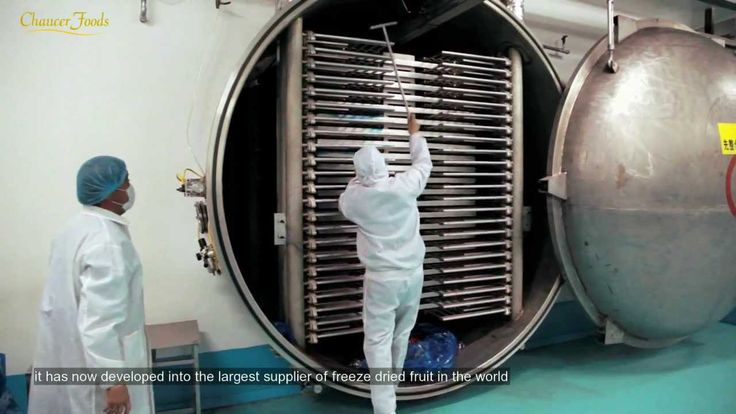 Chaucer Foods
it has now developed into the largest supplier of freeze dried fruit in the world